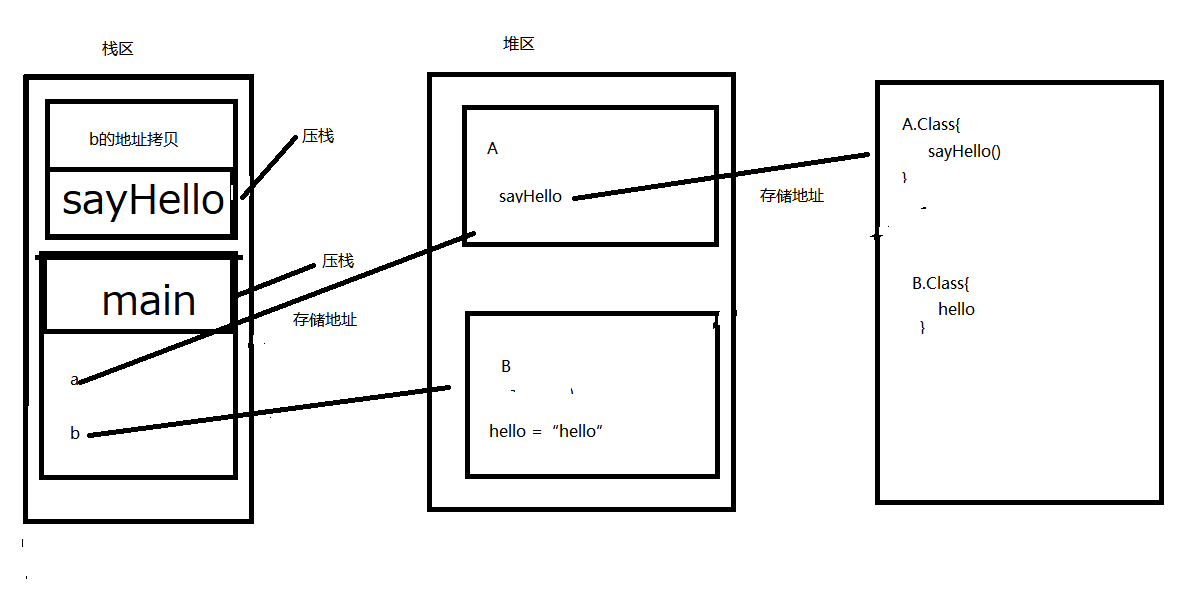 栈区
b的地址拷贝
sayHello
压栈
main
压栈
存储地址
a
b
堆区
A
sayHello
存储地址
B
hello = “hello”
A.Class{
sayHello()
}
B.Class{
hello
}